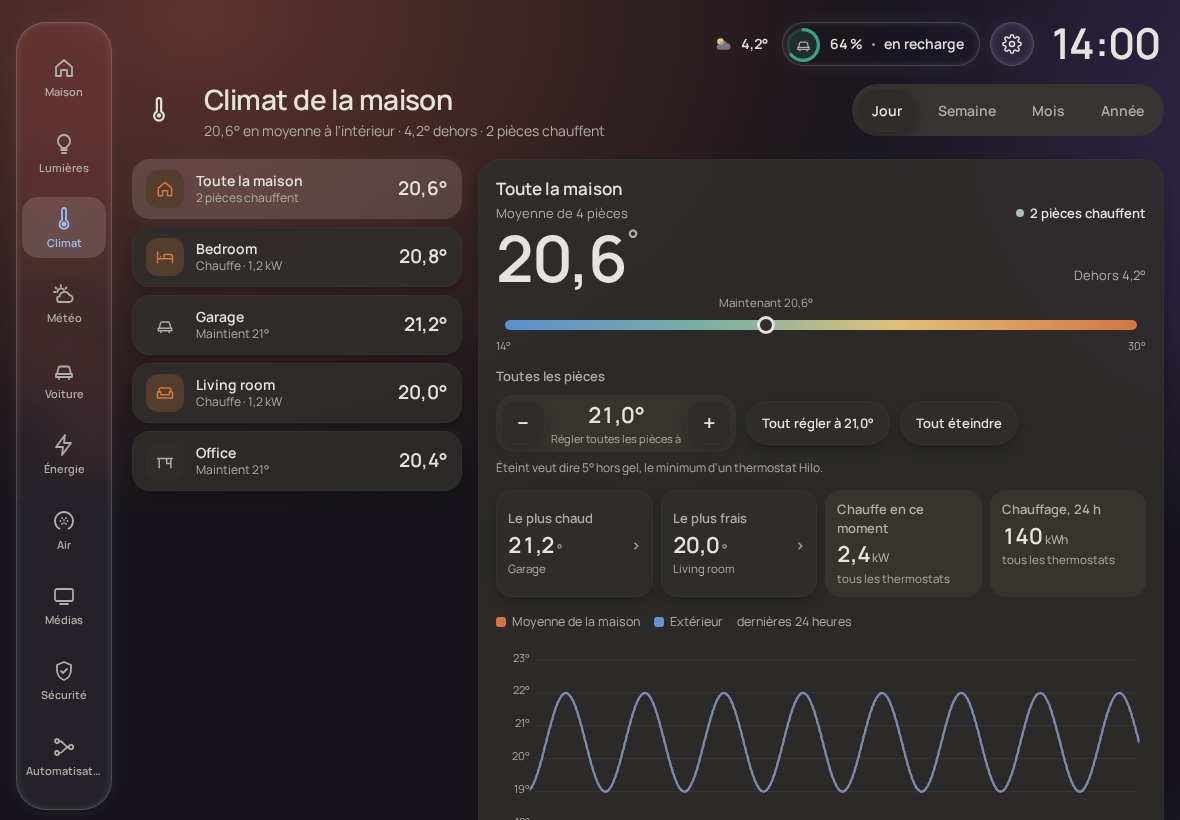 4,2°
64 % • en recharge
14:00
Maison
Lumières
Climat
Météo
Voiture
Énergie
Air
Médias
Sécurité
Automatisat…
Climat de la maison
20,6° en moyenne à l'intérieur · 4,2° dehors · 2 pièces chauffent
Jour
Semaine
Mois
Année
Toute la maison
2 pièces chauffent
20,6°
Bedroom
Chauffe · 1,2 kW
20,8°
Garage
Maintient 21°
21,2°
Living room
Chauffe · 1,2 kW
20,0°
Office
Maintient 21°
20,4°
Toute la maison
Moyenne de 4 pièces
2 pièces chauffent
20,6°
Dehors 4,2°
Maintenant 20,6°
14°
30°
Toutes les pièces
−
21,0°
Régler toutes les pièces à
+
Tout régler à 21,0°
Tout éteindre
Éteint veut dire 5° hors gel, le minimum d'un thermostat Hilo.
Le plus chaud
21,2°
Garage
Le plus frais
20,0°
Living room
Chauffe en ce
moment
2,4 kW
tous les thermostats
Chauffage, 24 h
140 kWh
tous les thermostats
Moyenne de la maison
Extérieur
dernières 24 heures
23°
22°
21°
20°
19°